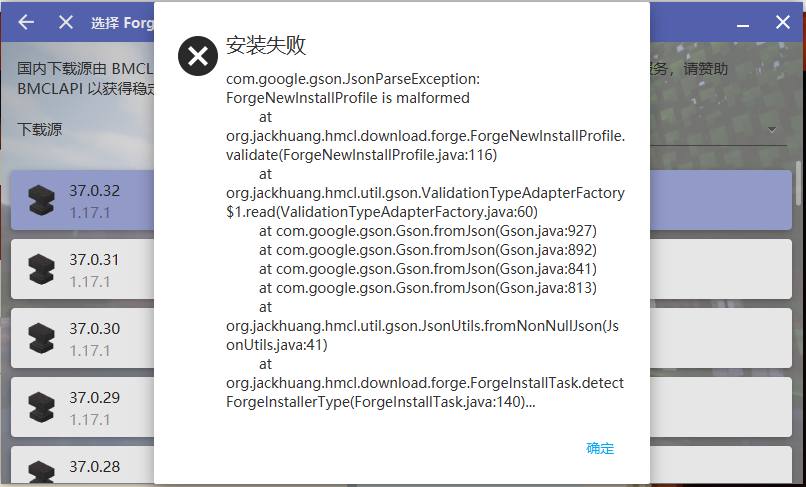 选择 Forg
国内下载源由 BMCL
服务，请赞助
BMCLAPI 以获得稳定
下载源
37.0.32
1.17.1
37.0.31
1.17.1
37.0.30
1.17.1
37.0.29
1.17.1
37.0.28
安装失败
com.google.gson.JsonParseException:
ForgeNewInstallProfile is malformed
at
org.jackhuang.hmcl.download.forge.ForgeNewInstallProfile.
validate(ForgeNewInstallProfile.java:116)
at
org.jackhuang.hmcl.util.gson.ValidationTypeAdapterFactory
$1.read(ValidationTypeAdapterFactory.java:60)
at com.google.gson.Gson.fromJson(Gson.java:927)
at com.google.gson.Gson.fromJson(Gson.java:892)
at com.google.gson.Gson.fromJson(Gson.java:841)
at com.google.gson.Gson.fromJson(Gson.java:813)
at
org.jackhuang.hmcl.util.gson.JsonUtils.fromNonNullJson(Js
onUtils.java:41)
at
org.jackhuang.hmcl.download.forge.ForgeInstallTask.detect
ForgeInstallerType(ForgeInstallTask.java:140)...
确定